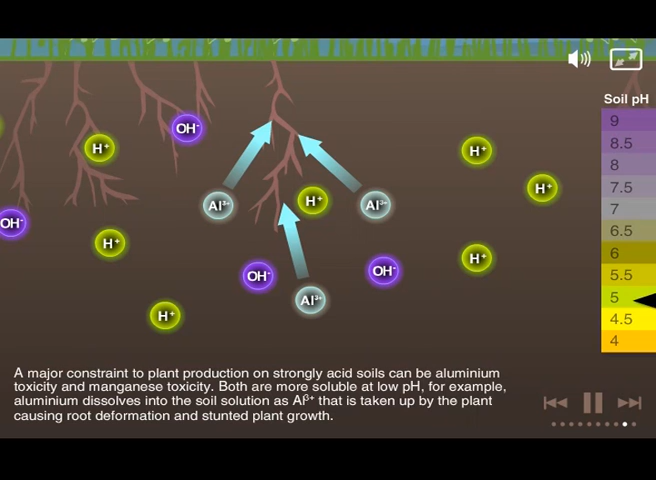 Soil pH
9
8.5
8
7.5
7
6.5
6
5.5
5
4.5
4
OH⁻
H⁺
H⁺
H⁺
Al³⁺
H⁺
Al³⁺
OH⁻
H⁺
OH⁻
OH⁻
H⁺
Al³⁺
H⁺
A major constraint to plant production on strongly acid soils can be aluminium
toxicity and manganese toxicity. Both are more soluble at low pH, for example,
aluminium dissolves into the soil solution as Al³⁺ that is taken up by the plant
causing root deformation and stunted plant growth.